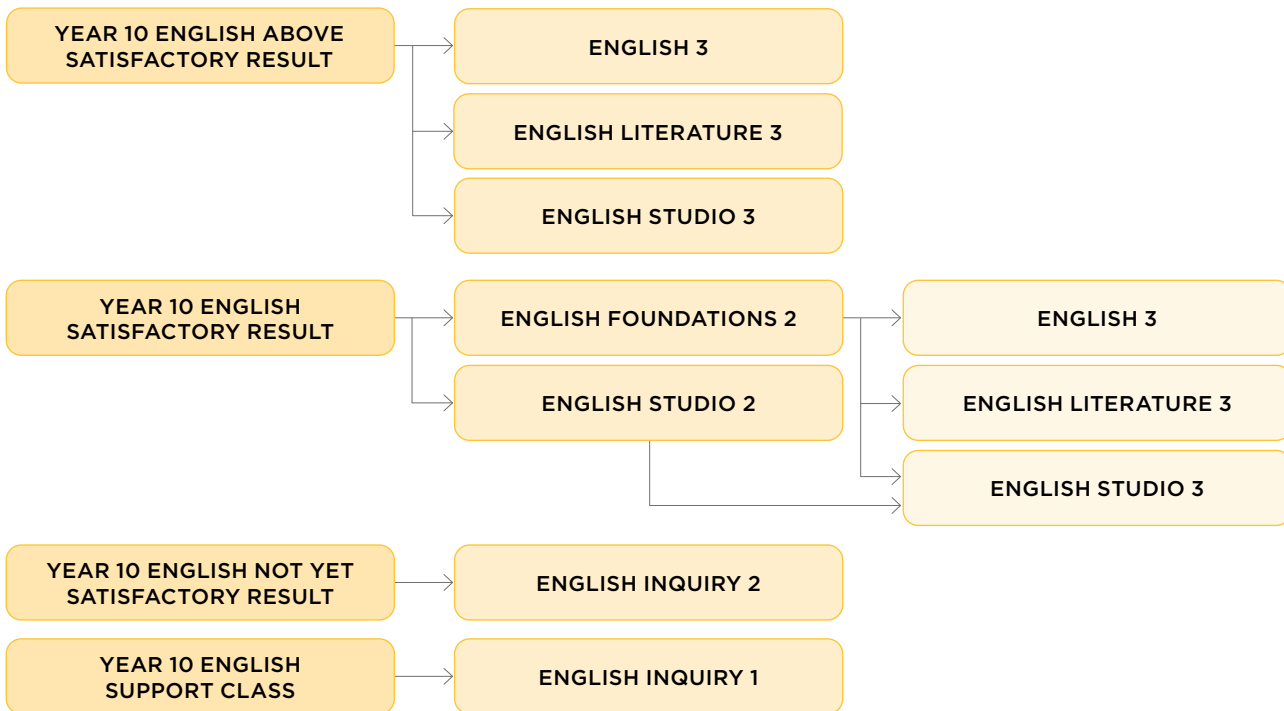 YEAR 10 ENGLISH ABOVE
SATISFACTORY RESULT
ENGLISH 3
ENGLISH LITERATURE 3
ENGLISH STUDIO 3
YEAR 10 ENGLISH
SATISFACTORY RESULT
ENGLISH FOUNDATIONS 2
ENGLISH 3
ENGLISH STUDIO 2
ENGLISH LITERATURE 3
ENGLISH STUDIO 3
YEAR 10 ENGLISH NOT YET
SATISFACTORY RESULT
ENGLISH INQUIRY 2
YEAR 10 ENGLISH
SUPPORT CLASS
ENGLISH INQUIRY 1